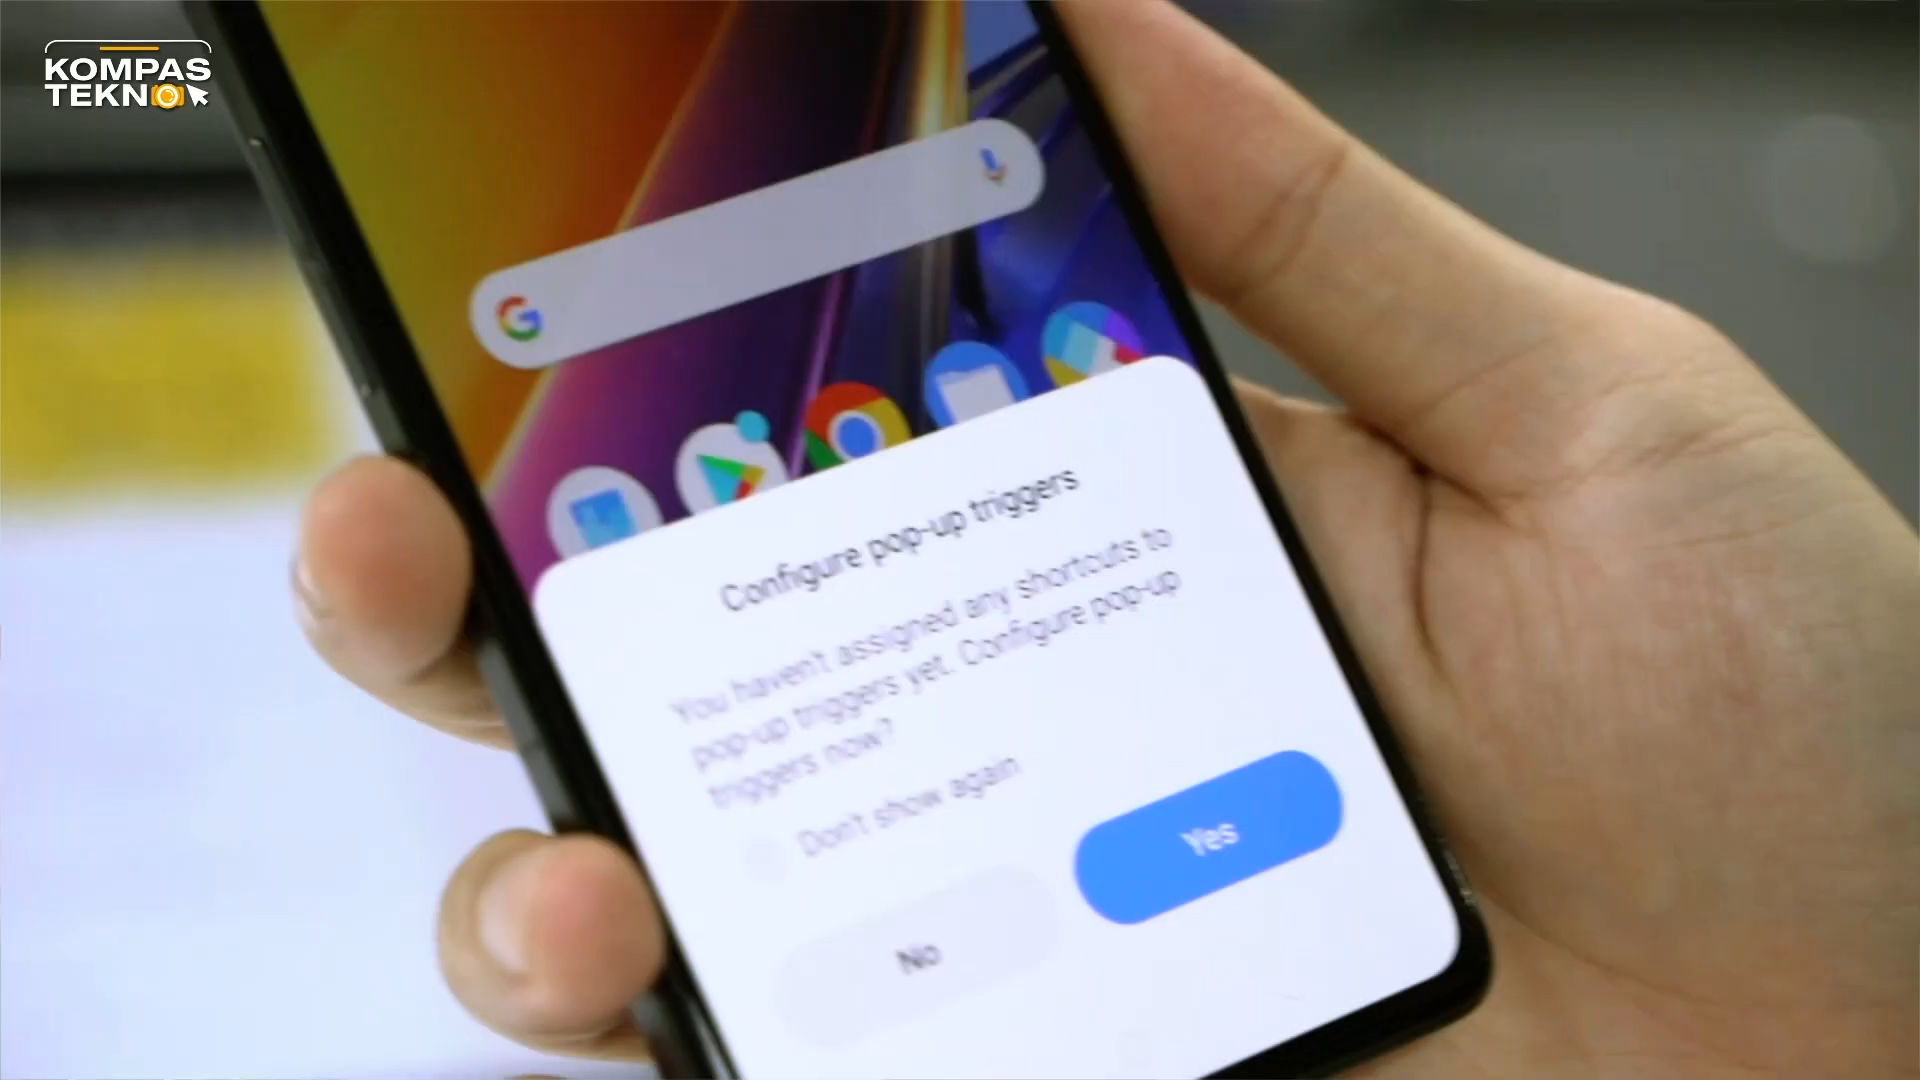 KOMPAS
TEKNO
G
Configure pop-up triggers
You haven't assigned any shortcuts to
pop-up triggers yet. Configure pop-up
triggers now?
Don't show again
No
Yes